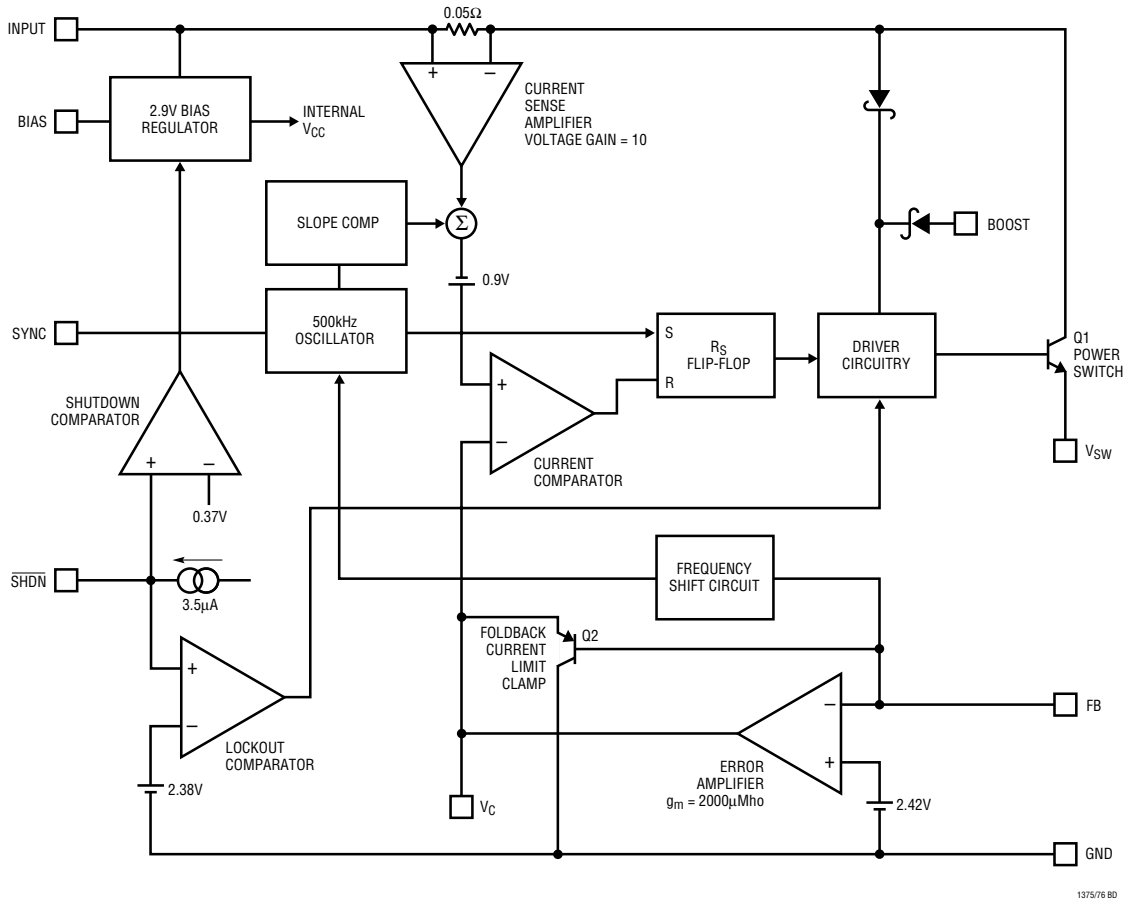 INPUT
0.05Ω
+
–
CURRENT
SENSE
AMPLIFIER
VOLTAGE GAIN = 10
2.9V BIAS
REGULATOR
INTERNAL
VCC
BIAS
SLOPE COMP
Σ
BOOST
0.9V
SYNC
500kHz
OSCILLATOR
S
RS
FLIP-FLOP
R
DRIVER
CIRCUITRY
Q1
POWER
SWITCH
SHUTDOWN
COMPARATOR
+
–
0.37V
+
–
CURRENT
COMPARATOR
VSW
SHDN
3.5µA
FREQUENCY
SHIFT CIRCUIT
FOLDBACK
CURRENT
LIMIT
CLAMP
Q2
+
–
LOCKOUT
COMPARATOR
2.38V
–
+
FB
ERROR
AMPLIFIER
gm = 2000µMho
2.42V
VC
GND
1375/76 BD